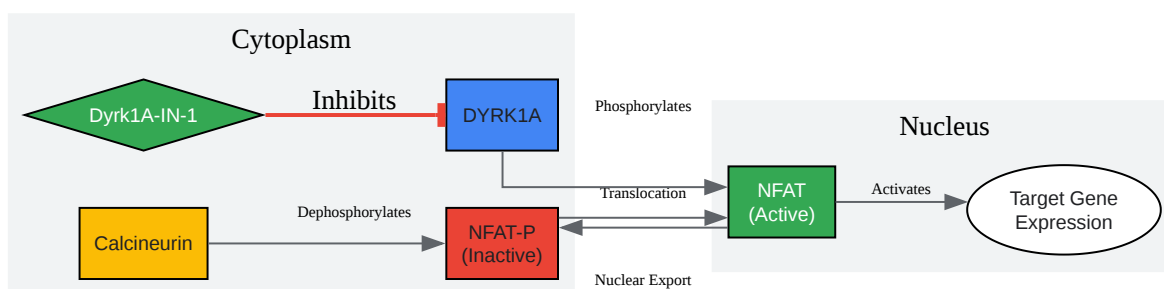 Cytoplasm
Dyrk1A-IN-1
Inhibits
DYRK1A
Phosphorylates
Nucleus
Calcineurin
Dephosphorylates
NFAT-P
(Inactive)
Translocation
Nuclear Export
NFAT
(Active)
Activates
Target Gene
Expression